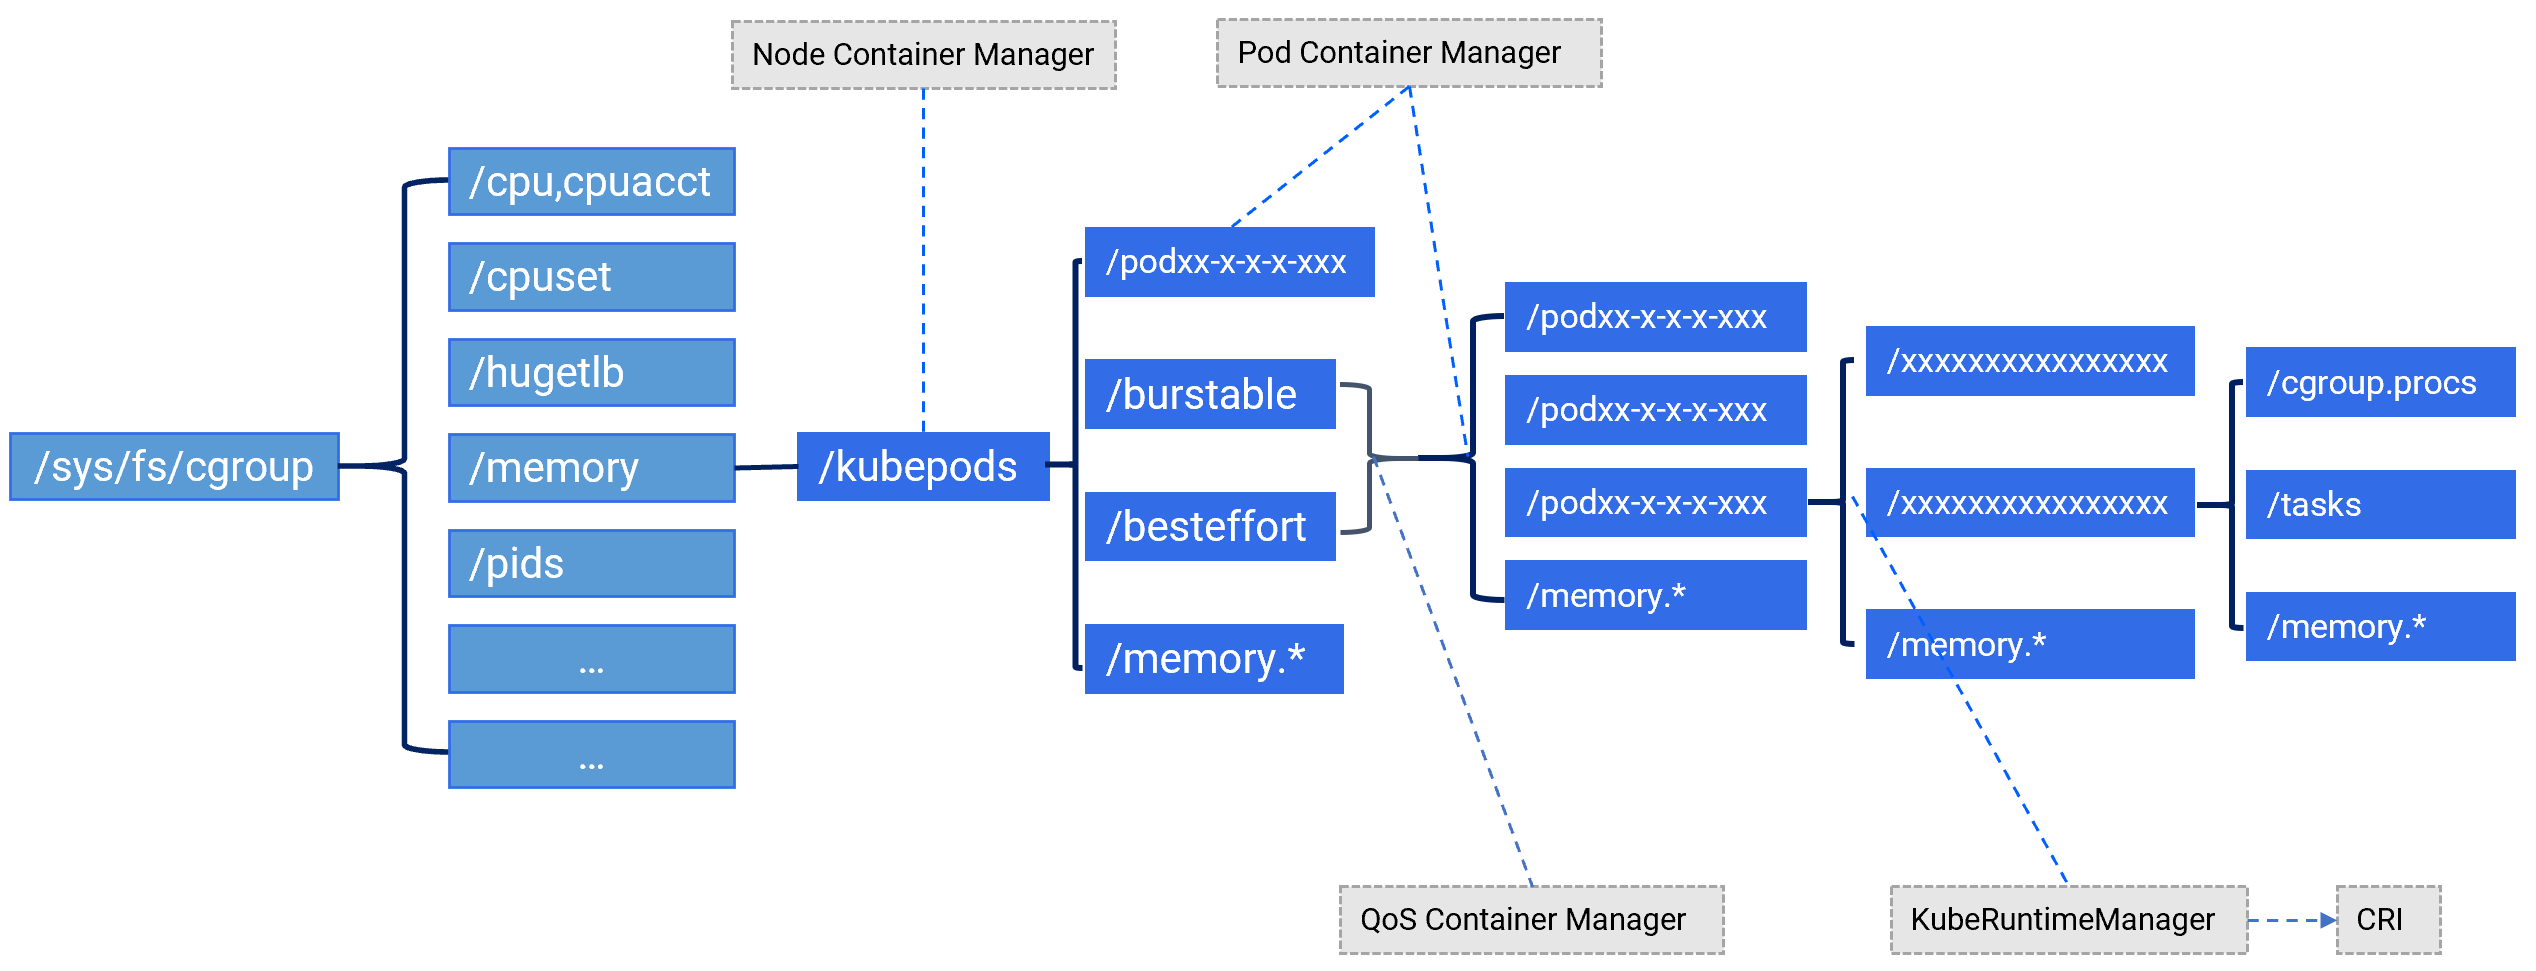 Node Container Manager
Pod Container Manager
/sys/fs/cgroup
/cpu,cpuacct
/cpuset
/hugetlb
/memory
/pids
...
...
/kubepods
/podxx-x-x-x-xxx
/burstable
/besteffort
/memory.*
/podxx-x-x-x-xxx
/podxx-x-x-x-xxx
/podxx-x-x-x-xxx
/memory.*
/xxxxxxxxxxxxxxxx
/xxxxxxxxxxxxxxxx
/memory.*
/cgroup.procs
/tasks
/memory.*
QoS Container Manager
KubeRuntimeManager
CRI